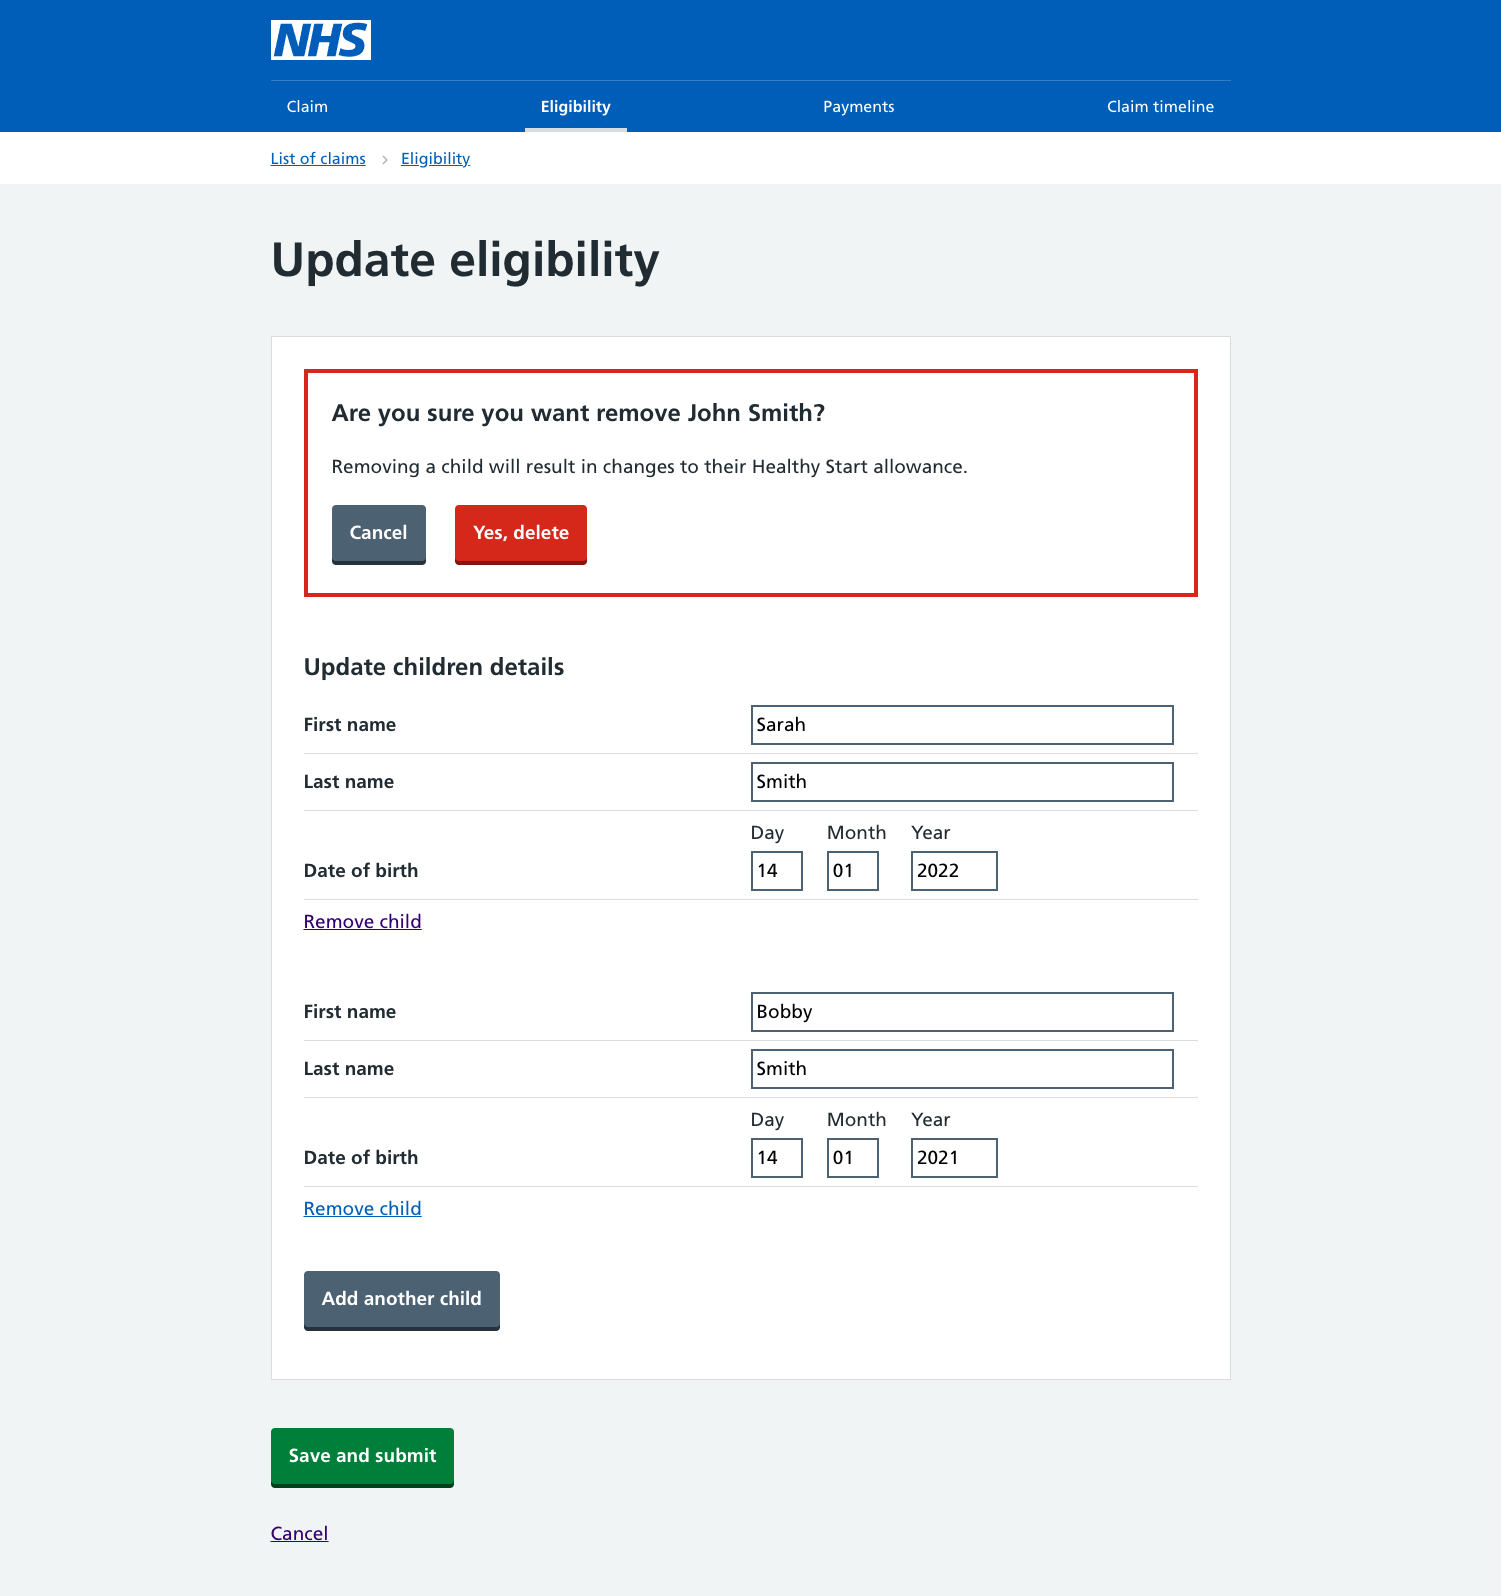 NHS
Claim Eligibility Payments Claim timeline
List of claims > Eligibility
Update eligibility
Are you sure you want remove John Smith?
Removing a child will result in changes to their Healthy Start allowance.
Cancel Yes, delete
Update children details
First name Sarah
Last name Smith
Day Month Year
Date of birth 14 01 2022
Remove child
First name Bobby
Last name Smith
Day Month Year
Date of birth 14 01 2021
Remove child
Add another child
Save and submit
Cancel